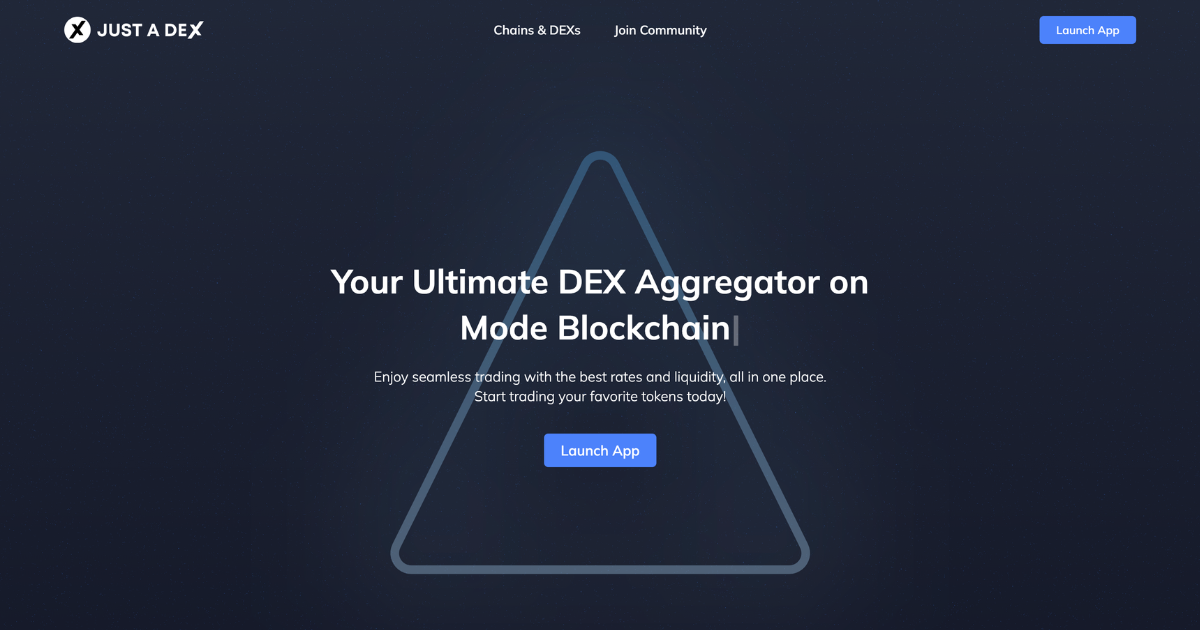 JUST A DEX
Chains & DEXs
Join Community
Launch App
Your Ultimate DEX Aggregator on
Mode Blockchain
Enjoy seamless trading with the best rates and liquidity, all in one place.
Start trading your favorite tokens today!
Launch App